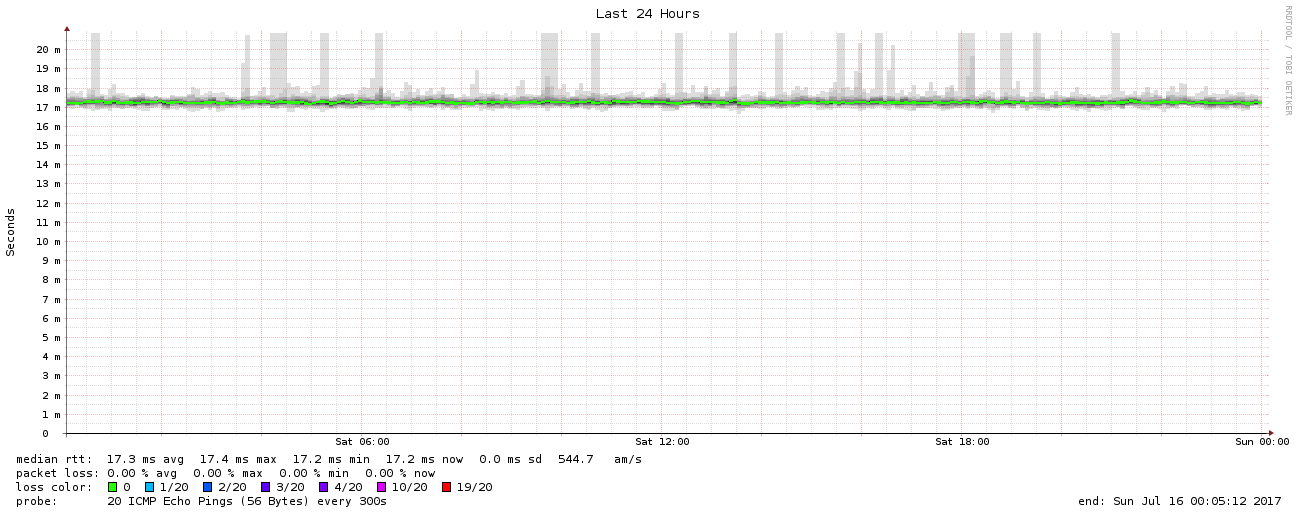 Last 24 Hours
RRDTOOL / TOBI OETIKER
Seconds
20 m
19 m
18 m
17 m
16 m
15 m
14 m
13 m
12 m
11 m
10 m
9 m
8 m
7 m
6 m
5 m
4 m
3 m
2 m
1 m
0
Sat 06:00 Sat 12:00 Sat 18:00 Sun 00:00
median rtt: 17.3 ms avg 17.4 ms max 17.2 ms min 17.2 ms now 0.0 ms sd 544.7 am/s
packet loss: 0.00 % avg 0.00 % max 0.00 % min 0.00 % now
loss color: 0 1/20 2/20 3/20 4/20 10/20 19/20
probe: 20 ICMP Echo Pings (56 Bytes) every 300s end: Sun Jul 16 00:05:12 2017